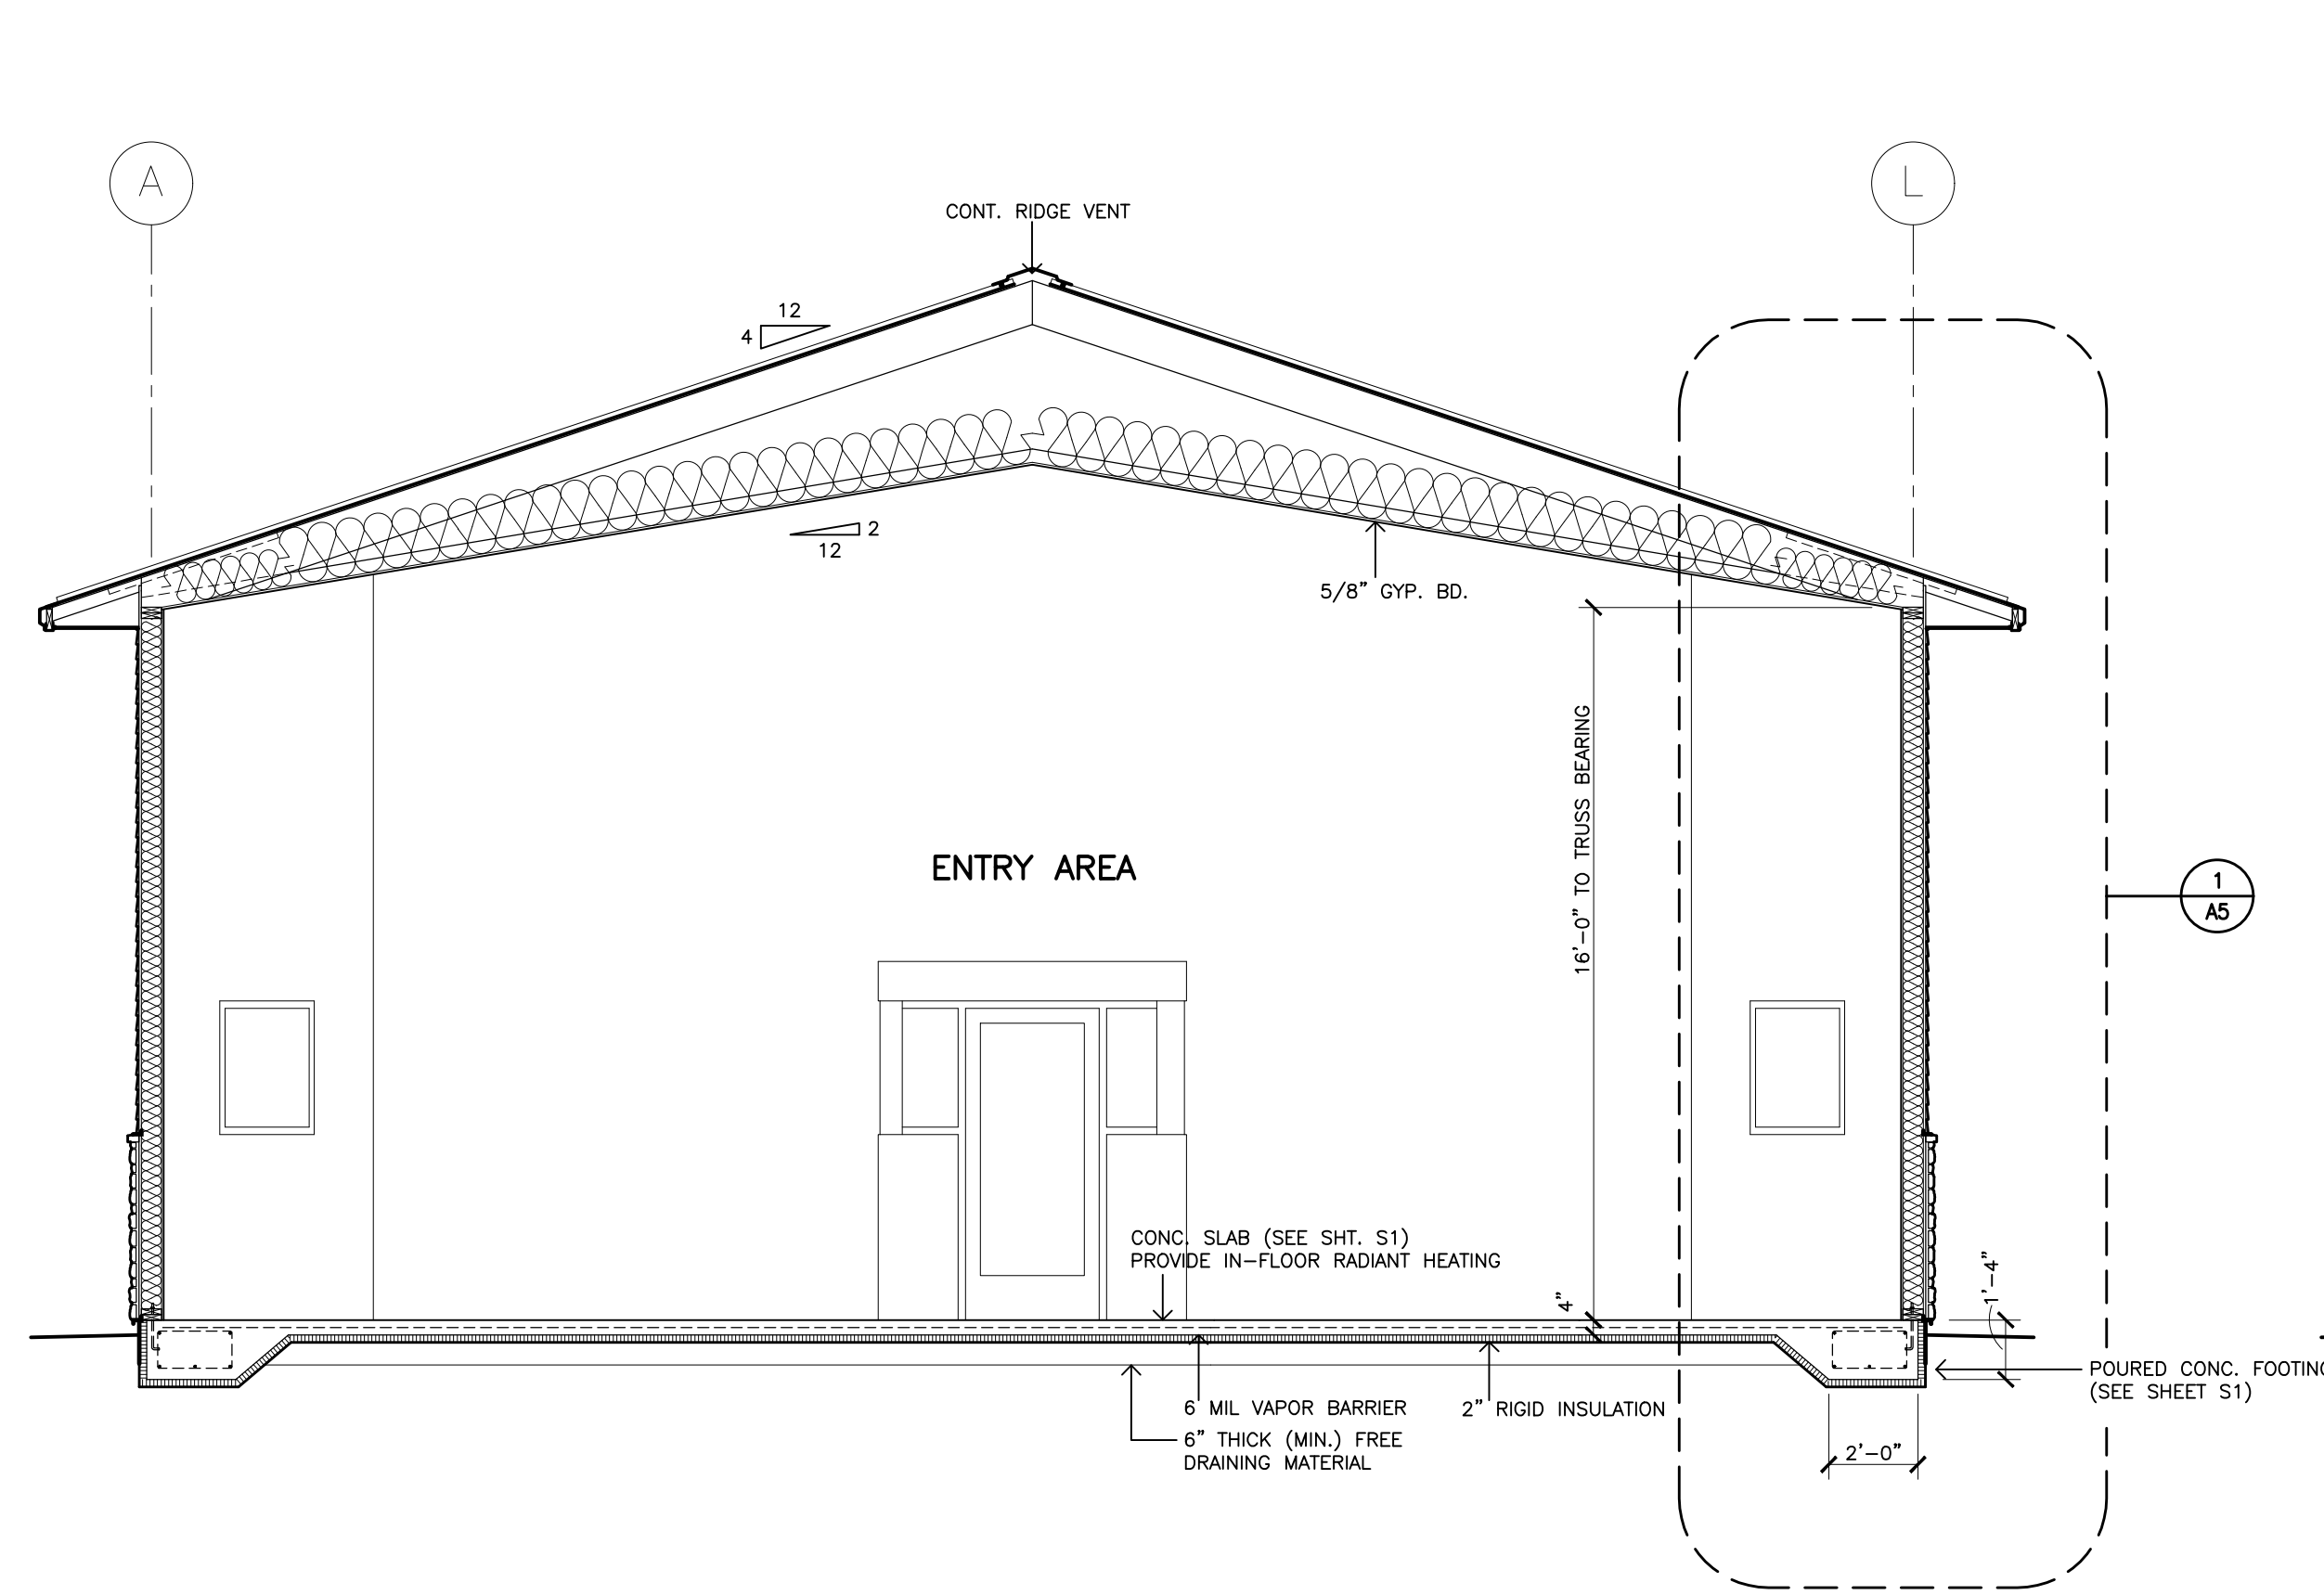 A
L
CONT. RIDGE VENT
12
4
2
12
5/8" GYP. BD.
16'-0" TO TRUSS BEARING
ENTRY AREA
1
A5
CONC. SLAB (SEE SHT. S1)
PROVIDE IN-FLOOR RADIANT HEATING
4"
1'-4"
POURED CONC. FOOTING
(SEE SHEET S1)
6 MIL VAPOR BARRIER
2" RIGID INSULATION
6" THICK (MIN.) FREE
DRAINING MATERIAL
2'-0"